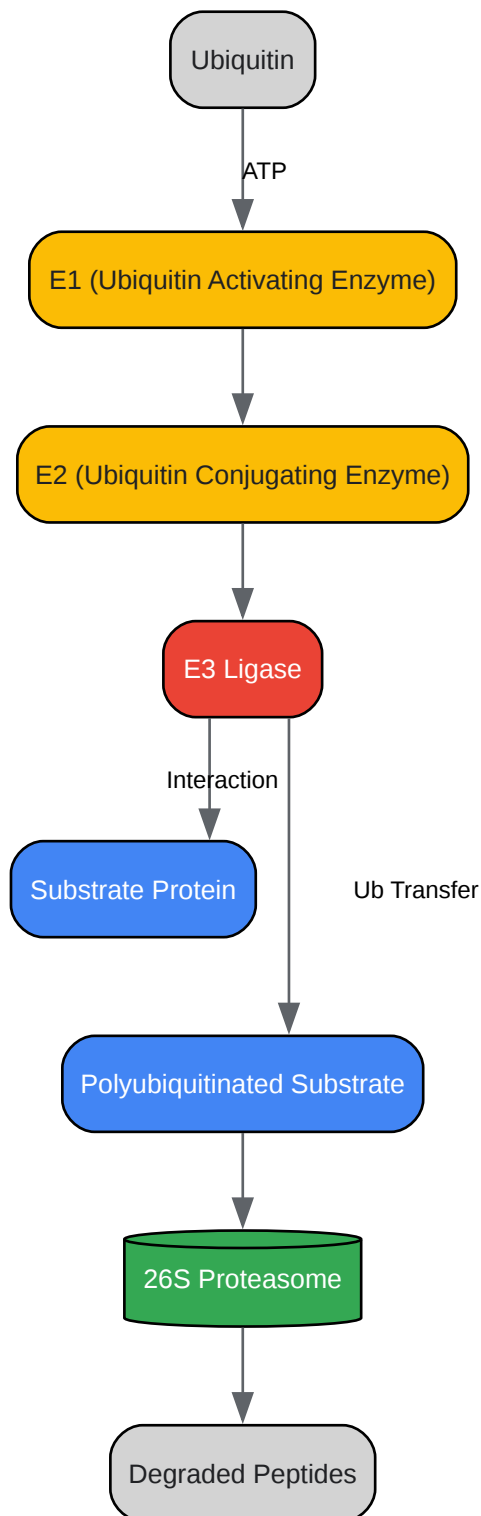 Ubiquitin
ATP
E1 (Ubiquitin Activating Enzyme)
E2 (Ubiquitin Conjugating Enzyme)
E3 Ligase
Interaction
Substrate Protein
Ub Transfer
Polyubiquitinated Substrate
26S Proteasome
Degraded Peptides